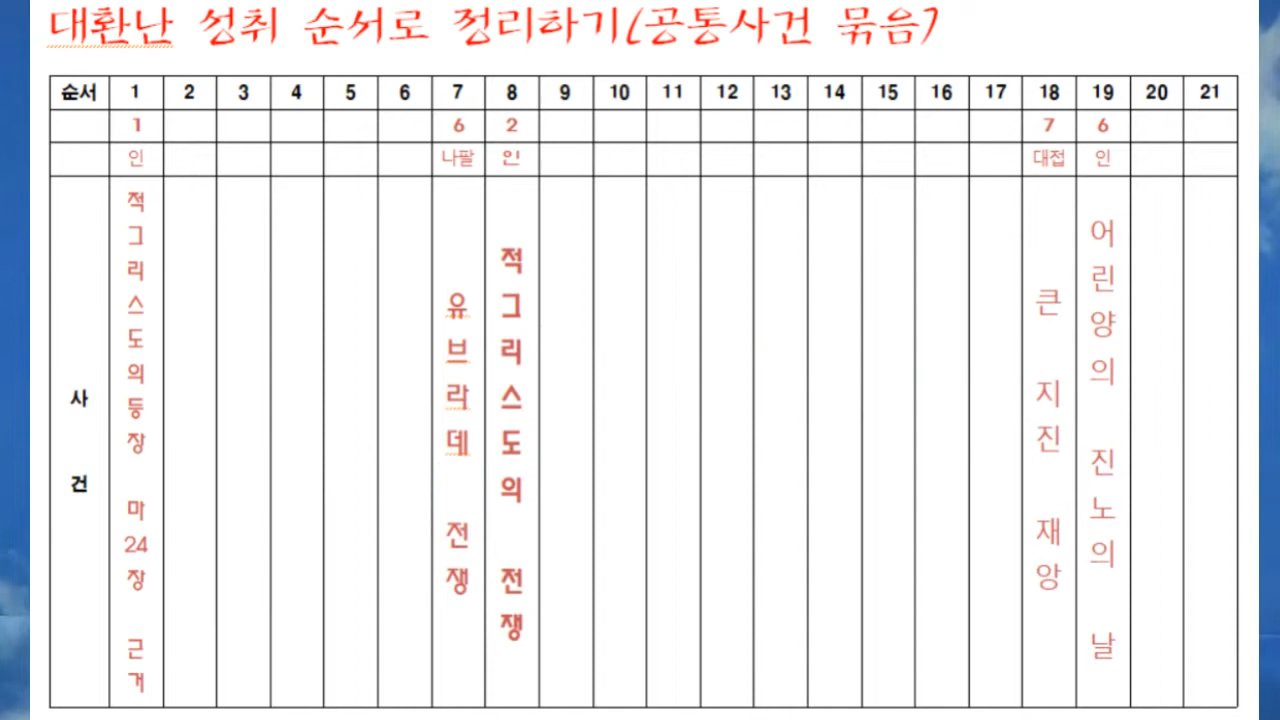 대환난 성취 순서로 정리하기(공통사건 묶음)
순서 1 2 3 4 5 6 7 8 9 10 11 12 13 14 15 16 17 18 19 20 21
1 6 2 7 6
인 나팔 인 대접 인
사 건
적그리스도의등장 마24장 근거
유브라데 전쟁
적그리스도의 전쟁
큰 지진 재앙
어린양의 진노의 날